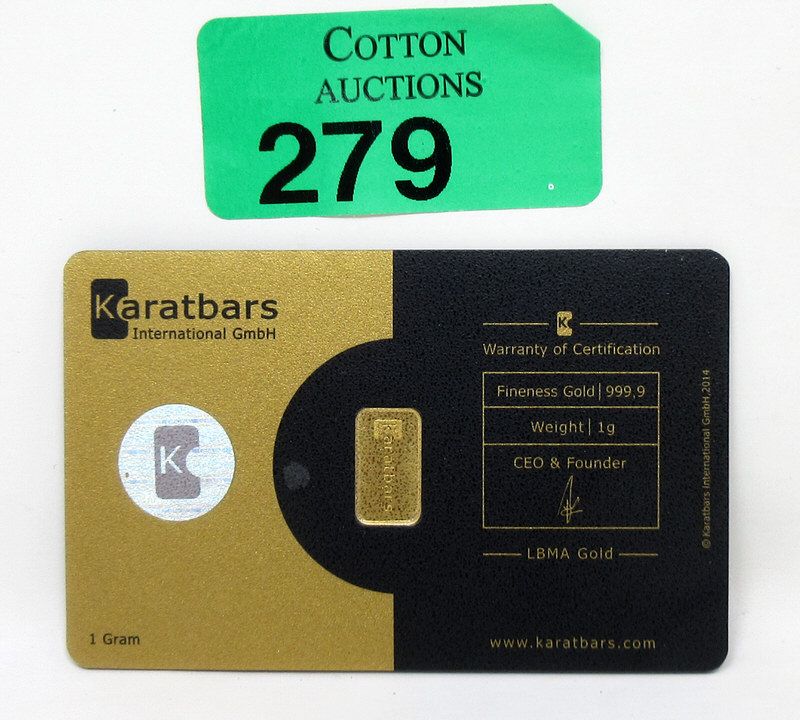 COTTON
AUCTIONS
279
Karatbars
International GmbH
K
1 Gram
Karatbars
K
Warranty of Certification
Fineness Gold | 999,9
Weight | 1g
CEO & Founder
LBMA Gold
www.karatbars.com
© Karatbars International GmbH,2014